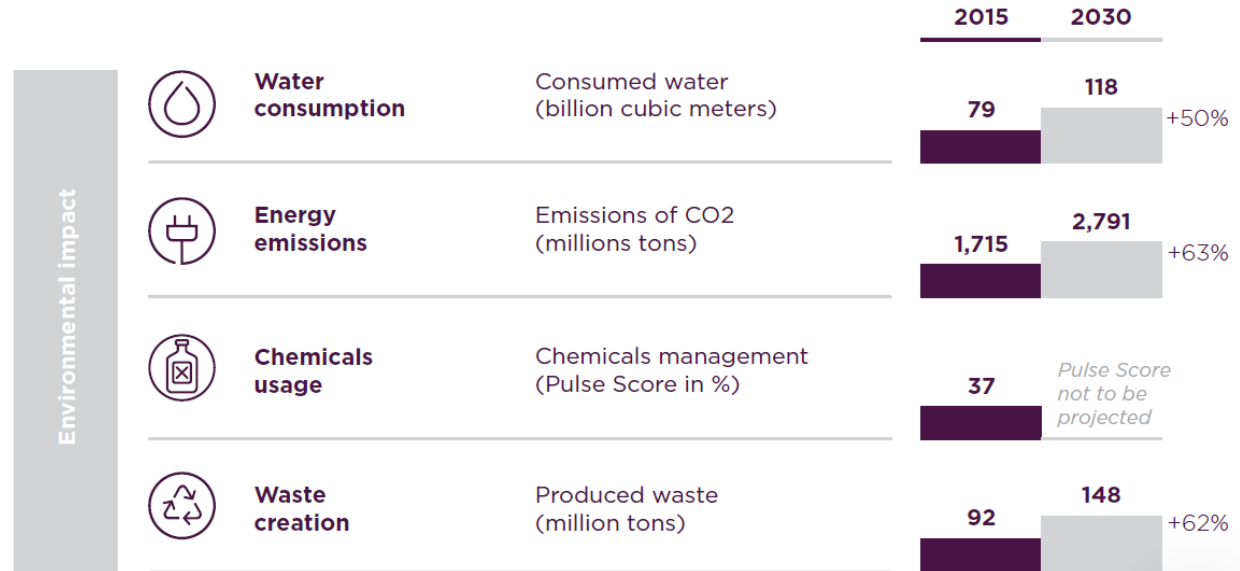 2015 2030
Environmental impact
Water
consumption
Consumed water
(billion cubic meters)
79
118
+50%
Energy
emissions
Emissions of CO2
(millions tons)
1,715
2,791
+63%
Chemicals
usage
Chemicals management
(Pulse Score in %)
37
Pulse Score
not to be
projected
Waste
creation
Produced waste
(million tons)
92
148
+62%